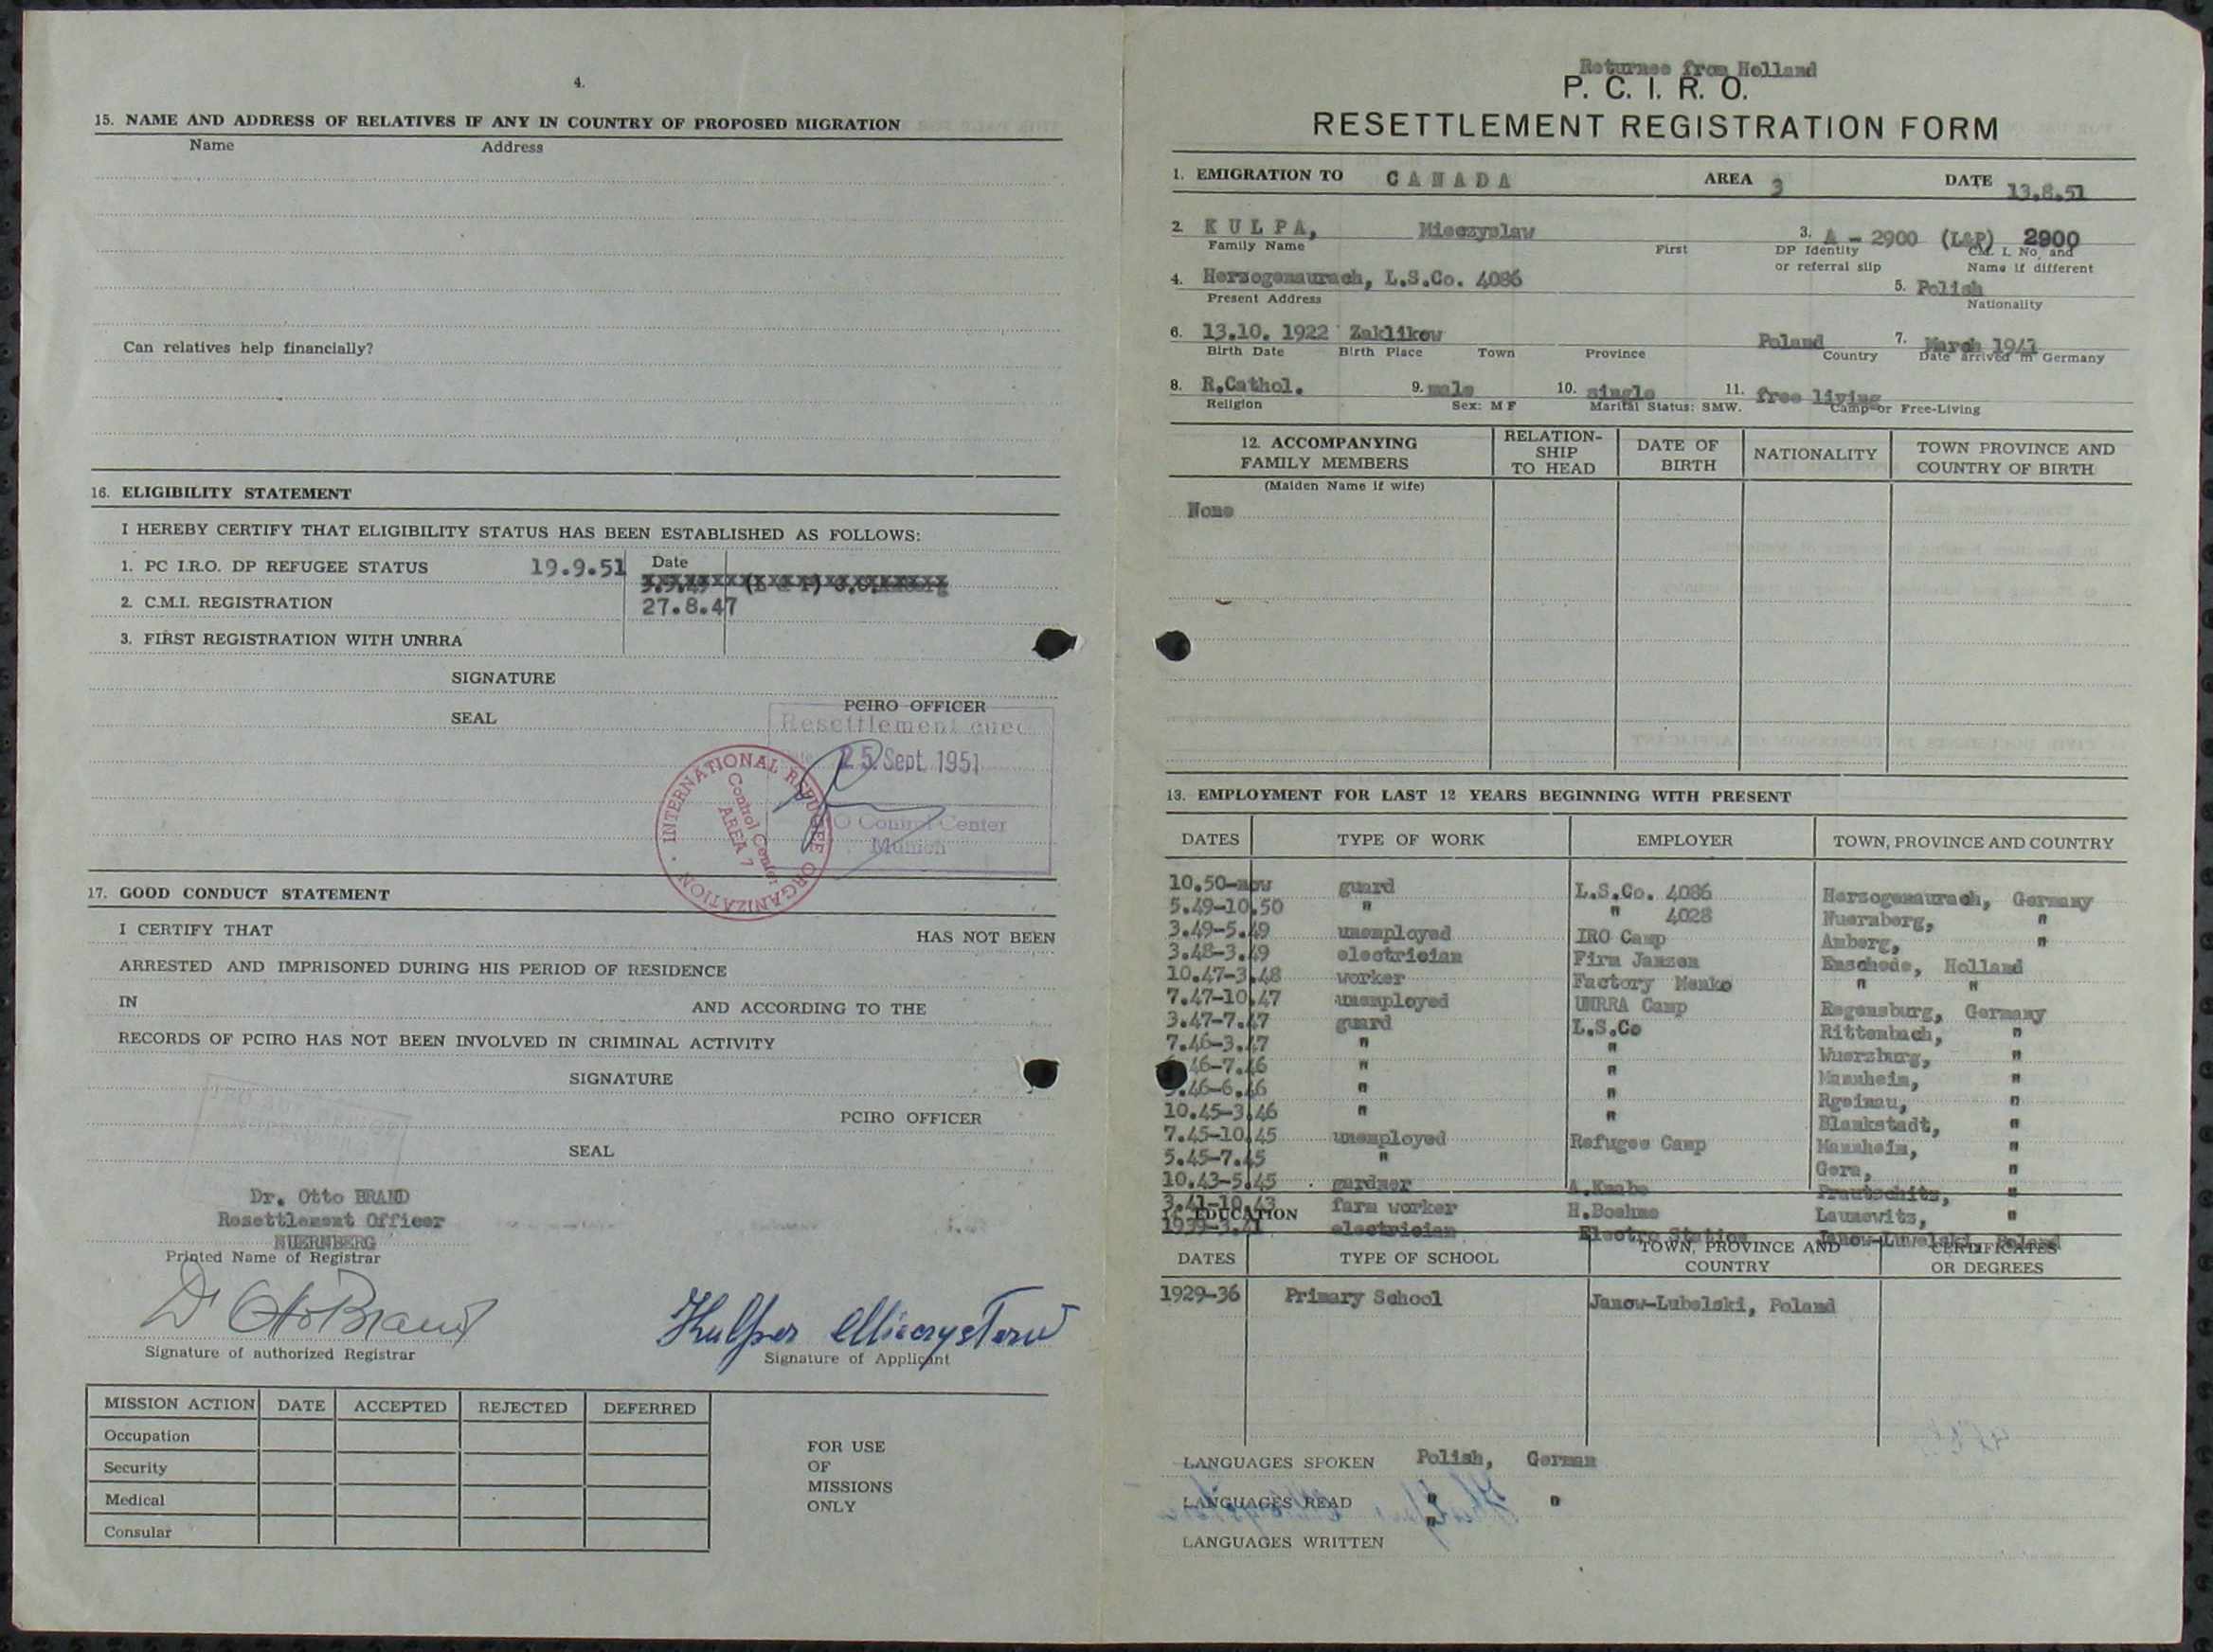 4.
15. NAME AND ADDRESS OF RELATIVES IF ANY IN COUNTRY OF PROPOSED MIGRATION
Name Address
Can relatives help financially?
16. ELIGIBILITY STATEMENT
I HEREBY CERTIFY THAT ELIGIBILITY STATUS HAS BEEN ESTABLISHED AS FOLLOWS:
Date
1. PC I.R.O. DP REFUGEE STATUS 19.9.51
2. C.M.I. REGISTRATION 27.8.47
3. FIRST REGISTRATION WITH UNRRA
SIGNATURE
PCIRO OFFICER
SEAL
Resettlement
25. Sept. 1951
Control Center
Munich
INTERNATIONAL REFUGEE ORGANIZATION
Control Center
AREA 7
17. GOOD CONDUCT STATEMENT
I CERTIFY THAT HAS NOT BEEN
ARRESTED AND IMPRISONED DURING HIS PERIOD OF RESIDENCE
IN AND ACCORDING TO THE
RECORDS OF PCIRO HAS NOT BEEN INVOLVED IN CRIMINAL ACTIVITY
SIGNATURE
PCIRO OFFICER
SEAL
Dr. Otto BRAND
Resettlement Officer
NUERNBERG
Printed Name of Registrar
Dr Otto Brand
Kulpa Mieczysław
Signature of authorized Registrar Signature of Applicant
MISSION ACTION DATE ACCEPTED REJECTED DEFERRED
Occupation
Security
Medical
Consular
FOR USE
OF
MISSIONS
ONLY
Returnee from Holland
P. C. I. R. O.
RESETTLEMENT REGISTRATION FORM
1. EMIGRATION TO CANADA AREA 3 DATE 13.8.51
2. KULPA, Mieczyslaw 3. A - 2900 (L&P) 2900
Family Name First DP Identity or referral slip C.M. I. No. and Name if different
4. Herzogenaurach, L.S.Co. 4086 5. Polish
Present Address Nationality
6. 13.10. 1922 Zaklikow Poland 7. March 1941
Birth Date Birth Place Town Province Country Date arrived in Germany
8. R.Cathol. 9. male 10. single 11. free living
Religion Sex: M F Marital Status: SMW. Camp or Free-Living
12. ACCOMPANYING FAMILY MEMBERS RELATION-SHIP TO HEAD DATE OF BIRTH NATIONALITY TOWN PROVINCE AND COUNTRY OF BIRTH
(Maiden Name if wife)
None
13. EMPLOYMENT FOR LAST 12 YEARS BEGINNING WITH PRESENT
DATES TYPE OF WORK EMPLOYER TOWN, PROVINCE AND COUNTRY
10.50-now guard L.S.Co. 4086 Herzogenaurach, Germany
5.49-10.50 " " 4028 Nuernberg, "
3.49-5.49 unemployed IRO Camp Amberg, "
3.48-3.49 electrician Firm Janzen Enschede, Holland
10.47-3.48 worker Factory Menko " "
7.47-10.47 unemployed UNRRA Camp Regensburg, Germany
3.47-7.47 guard L.S.Co Rittenbach, "
7.46-3.47 " " Wuerzburg, "
46-7.46 " " Mannheim, "
.46-6.46 " " Rgeinau, "
10.45-3.46 " " Blankstadt, "
7.45-10.45 unemployed Refugee Camp Mannheim, "
5.45-7.45 " Gera, "
10.43-5.45 gardner A.Knabe Prautschitz, "
3.41-10.43 farm worker H.Boehme Launewitz, "
1939-3.41 electrician Electro Station Janow-Luwelski, Poland
14. EDUCATION
DATES TYPE OF SCHOOL TOWN, PROVINCE AND COUNTRY CERTIFICATES OR DEGREES
1929-36 Primary School Janow-Lubelski, Poland
LANGUAGES SPOKEN Polish, German
LANGUAGES READ " "
"
LANGUAGES WRITTEN